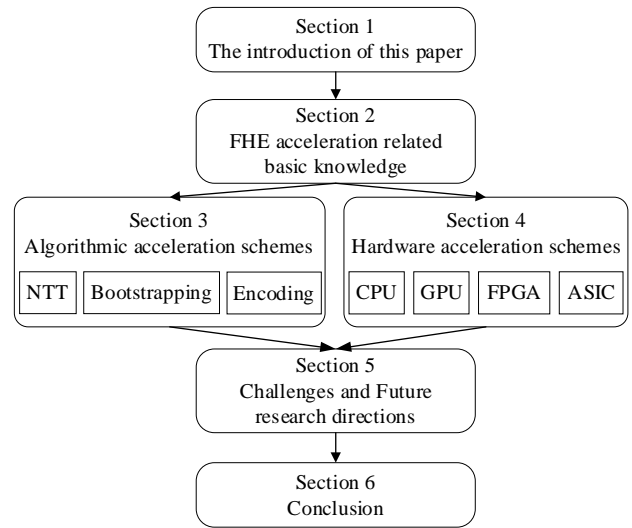 Section 1
The introduction of this paper
Section 2
FHE acceleration related
basic knowledge
Section 3
Algorithmic acceleration schemes
NTT Bootstrapping Encoding
Section 4
Hardware acceleration schemes
CPU GPU FPGA ASIC
Section 5
Challenges and Future
research directions
Section 6
Conclusion